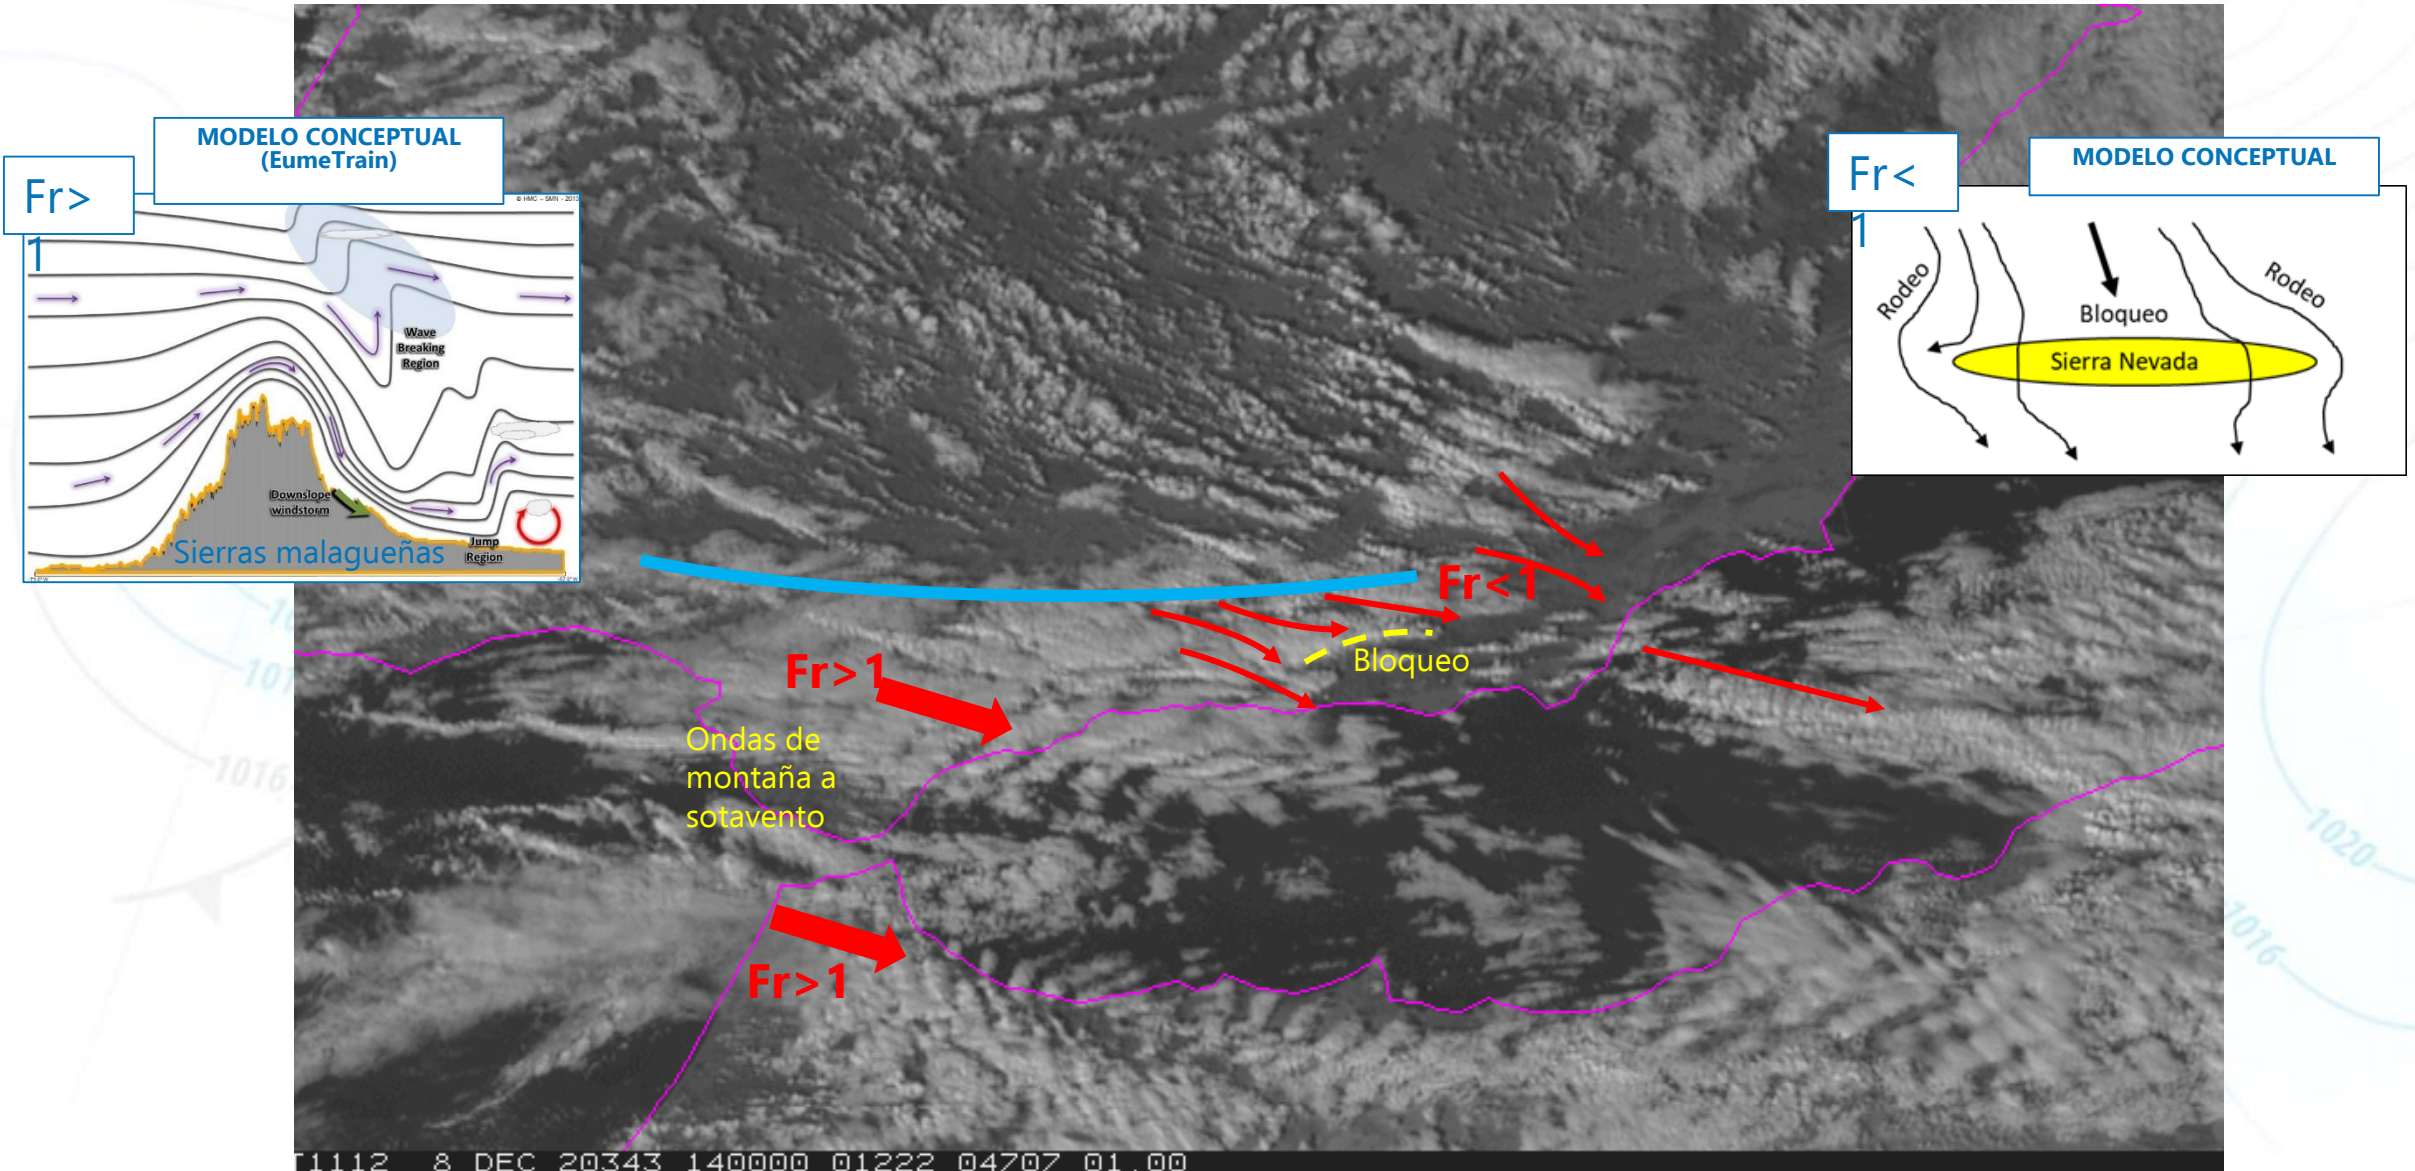 MODELO CONCEPTUAL
(EumeTrain)
Fr>
1
© HMC – SMN - 2013
Wave
Breaking
Region
Downslope
windstorm
Jump
Region
Sierras malagueñas
MODELO CONCEPTUAL
Fr<
1
Rodeo
Rodeo
Bloqueo
Sierra Nevada
Fr<1
Bloqueo
Fr>1
Ondas de
montaña a
sotavento
Fr>1
1016
1020
1016
1112 8 DEC 20343 140000 01222 04707 01.00